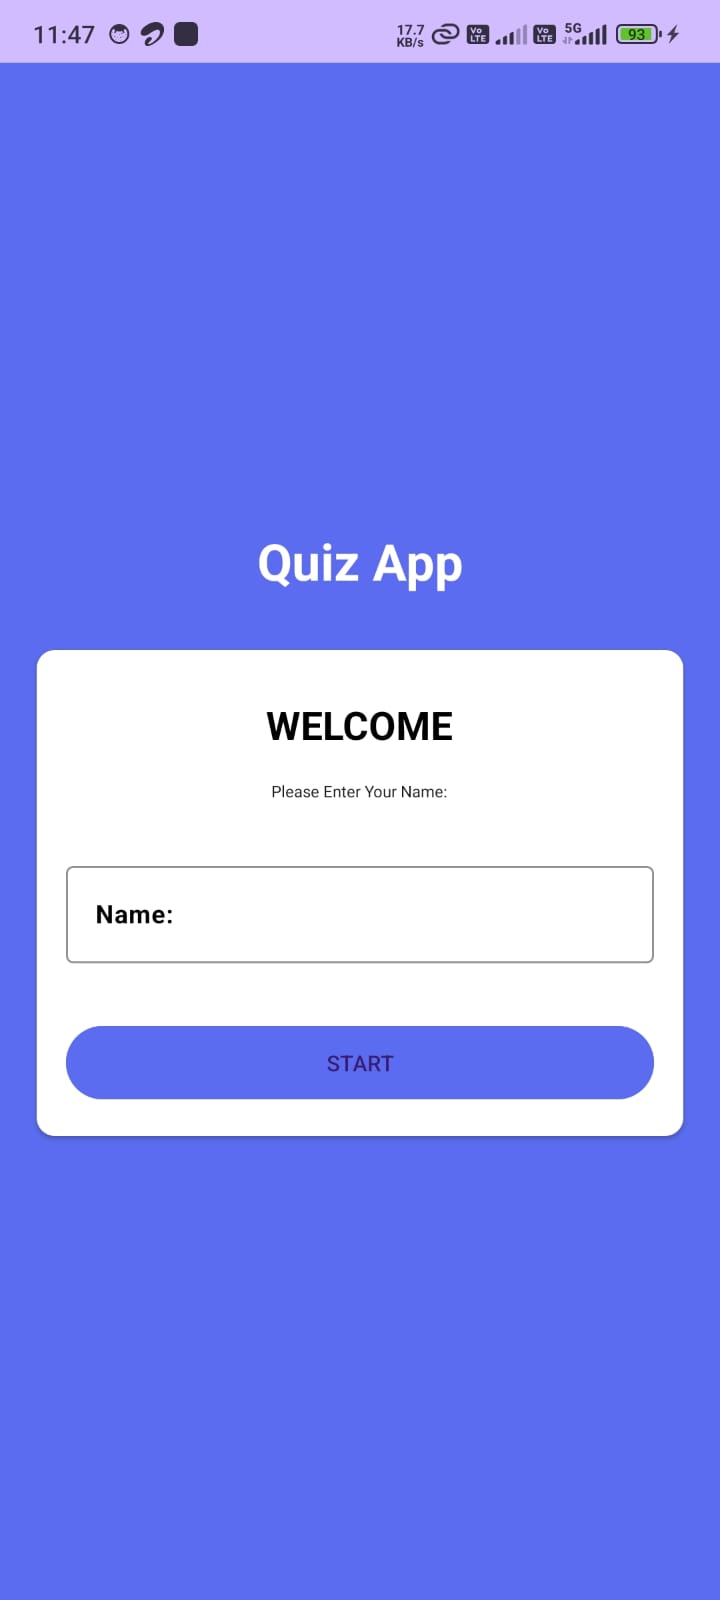 11:47 17.7 KB/s Vo LTE Vo LTE 5G 93
Quiz App
WELCOME
Please Enter Your Name:
Name:
START